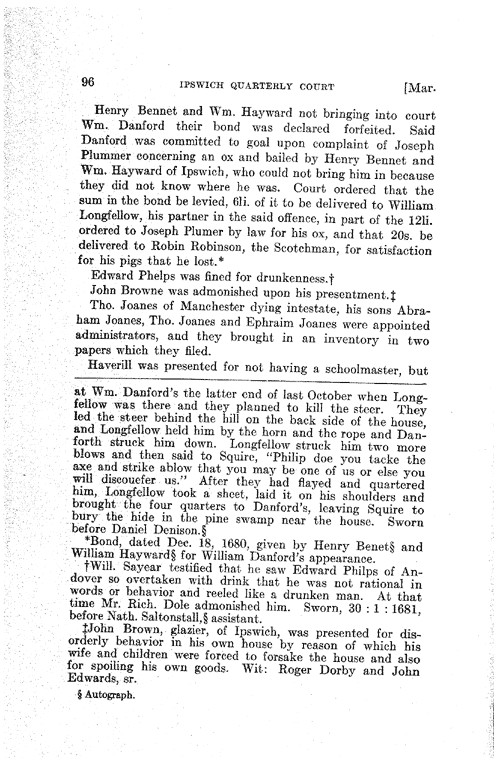 96 IPSWICH QUARTERLY COURT [Mar.
Henry Bennet and Wm. Hayward not bringing into court
Wm. Danford their bond was declared forfeited. Said
Danford was committed to goal upon complaint of Joseph
Plummer concerning an ox and bailed by Henry Bennet and
Wm. Hayward of Ipswich, who could not bring him in because
they did not know where he was. Court ordered that the
sum in the bond be levied, 6li. of it to be delivered to William
Longfellow, his partner in the said offence, in part of the 12li.
ordered to Joseph Plumer by law for his ox, and that 20s. be
delivered to Robin Robinson, the Scotchman, for satisfaction
for his pigs that he lost.*
Edward Phelps was fined for drunkenness.†
John Browne was admonished upon his presentment.‡
Tho. Joanes of Manchester dying intestate, his sons Abra-
ham Joanes, Tho. Joanes and Ephraim Joanes were appointed
administrators, and they brought in an inventory in two
papers which they filed.
Haverill was presented for not having a schoolmaster, but
at Wm. Danford's the latter end of last October when Long-
fellow was there and they planned to kill the steer. They
led the steer behind the hill on the back side of the house,
and Longfellow held him by the horn and the rope and Dan-
forth struck him down. Longfellow struck him two more
blows and then said to Squire, "Philip doe you tacke the
axe and strike ablow that you may be one of us or else you
will discouefer us." After they had flayed and quartered
him, Longfellow took a sheet, laid it on his shoulders and
brought the four quarters to Danford's, leaving Squire to
bury the hide in the pine swamp near the house. Sworn
before Daniel Denison.§
*Bond, dated Dec. 18, 1680, given by Henry Benet§ and
William Hayward§ for William Danford's appearance.
†Will. Sayear testified that he saw Edward Philps of An-
dover so overtaken with drink that he was not rational in
words or behavior and reeled like a drunken man. At that
time Mr. Rich. Dole admonished him. Sworn, 30 : 1 : 1681,
before Nath. Saltonstall,§ assistant.
‡John Brown, glazier, of Ipswich, was presented for dis-
orderly behavior in his own house by reason of which his
wife and children were forced to forsake the house and also
for spoiling his own goods. Wit: Roger Dorby and John
Edwards, sr.
§ Autograph.